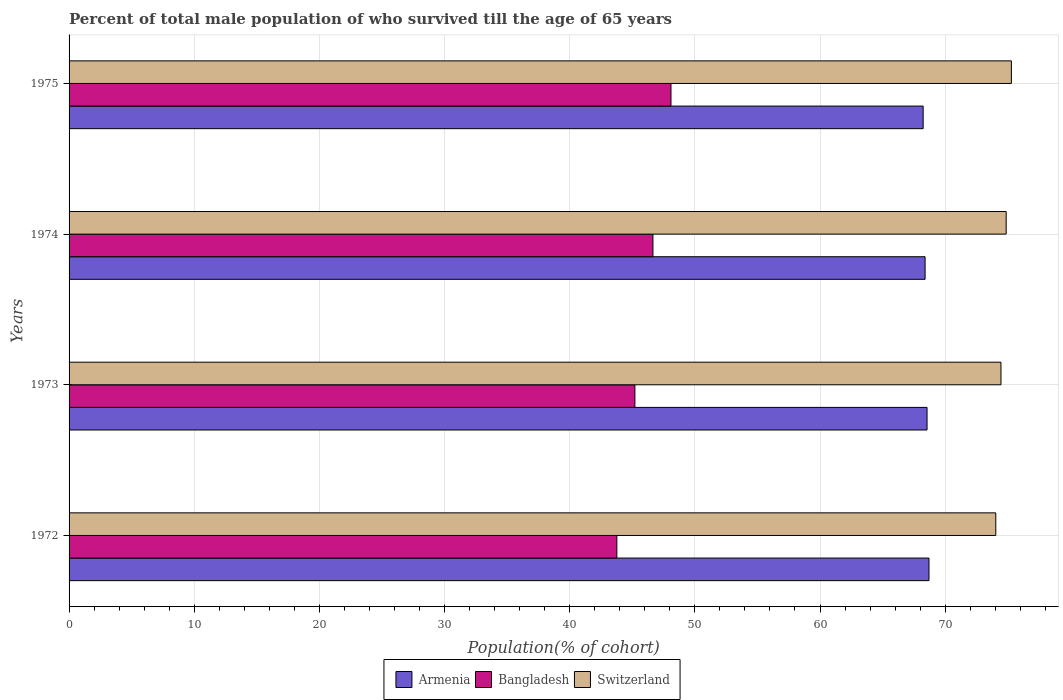 Percent of total male population of who survived till the age of 65 years
1975
1974
1973
1972
Years
0
10
20
30
40
50
60
70
Population(% of cohort)
Armenia
Bangladesh
Switzerland